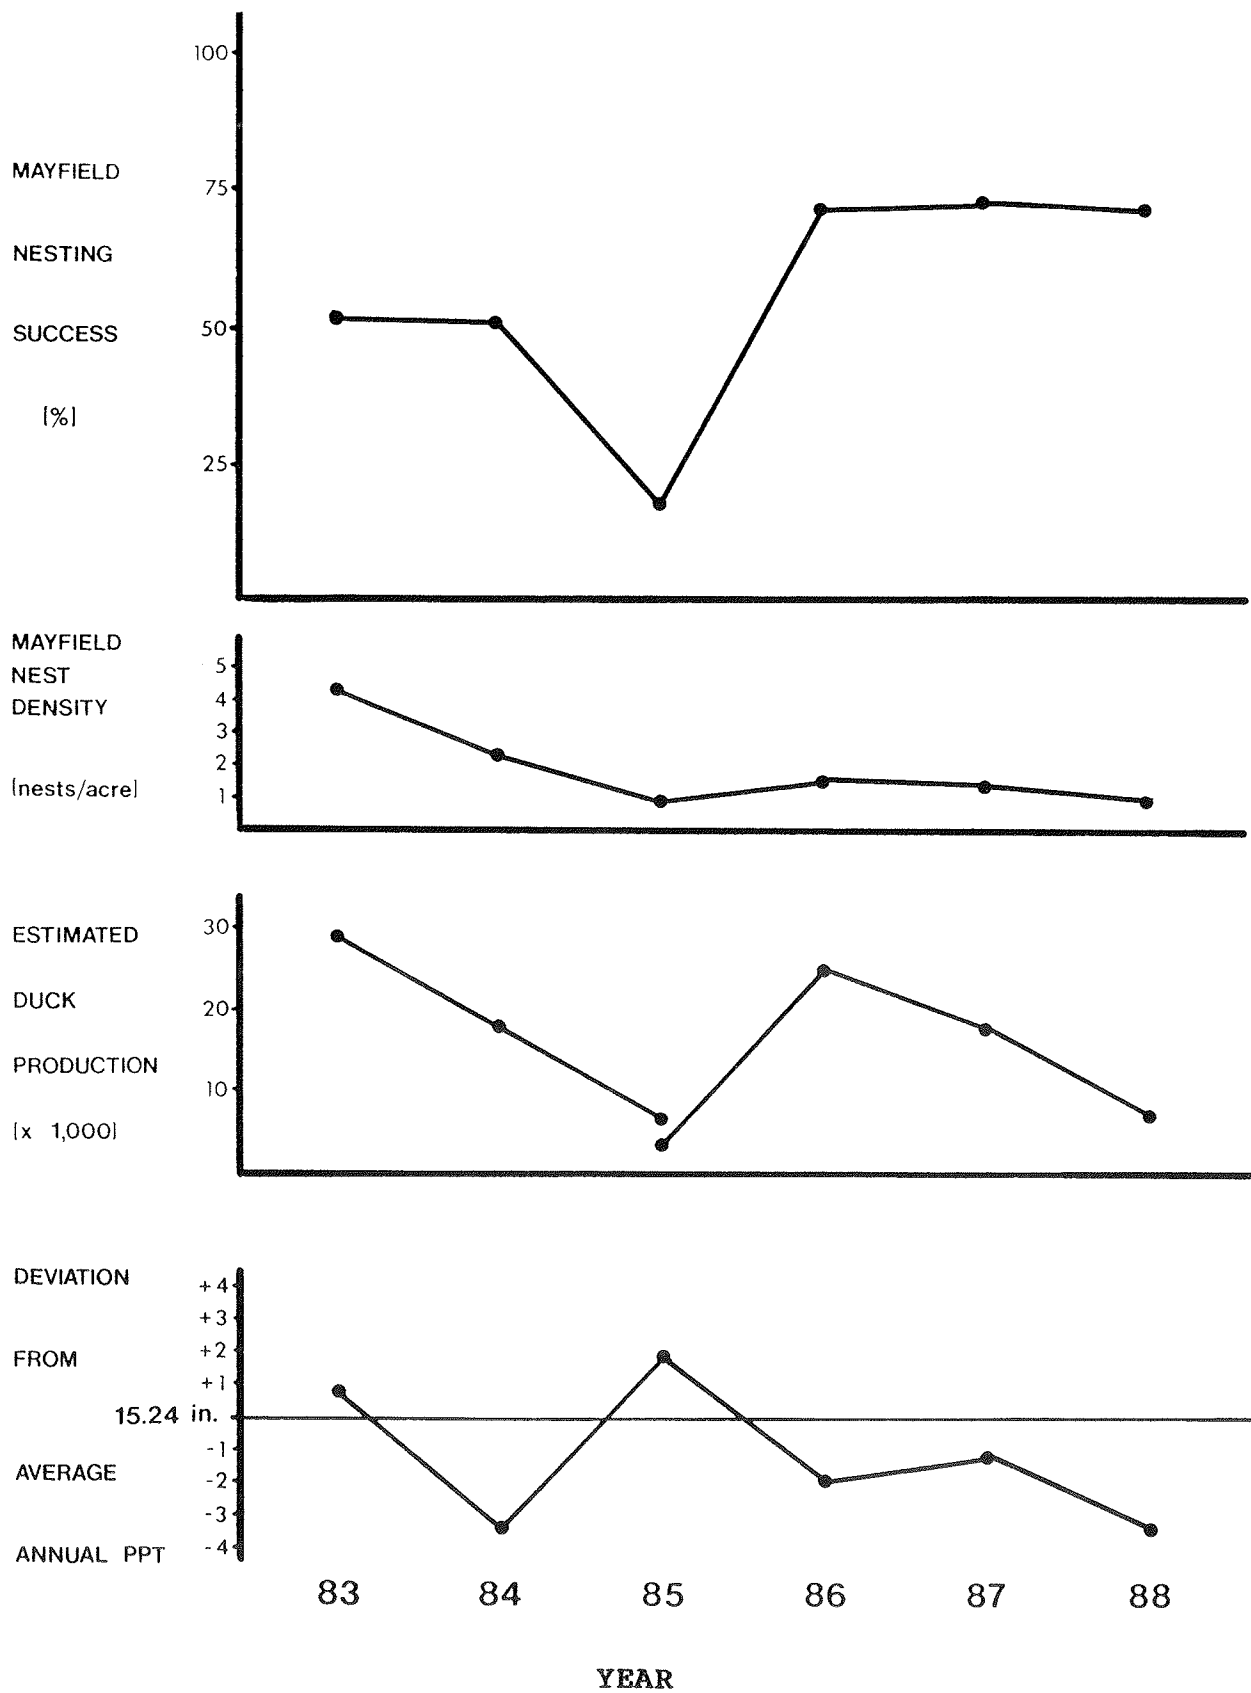 100
MAYFIELD
75
NESTING
50
SUCCESS
[%]
25
MAYFIELD
5
NEST
4
DENSITY
3
2
[nests/acre]
1
30
ESTIMATED
DUCK
20
PRODUCTION
10
[x 1,000]
DEVIATION
+4
+3
+2
FROM
+1
15.24 in.
-1
AVERAGE
-2
-3
-4
ANNUAL PPT
83 84 85 86 87 88
YEAR